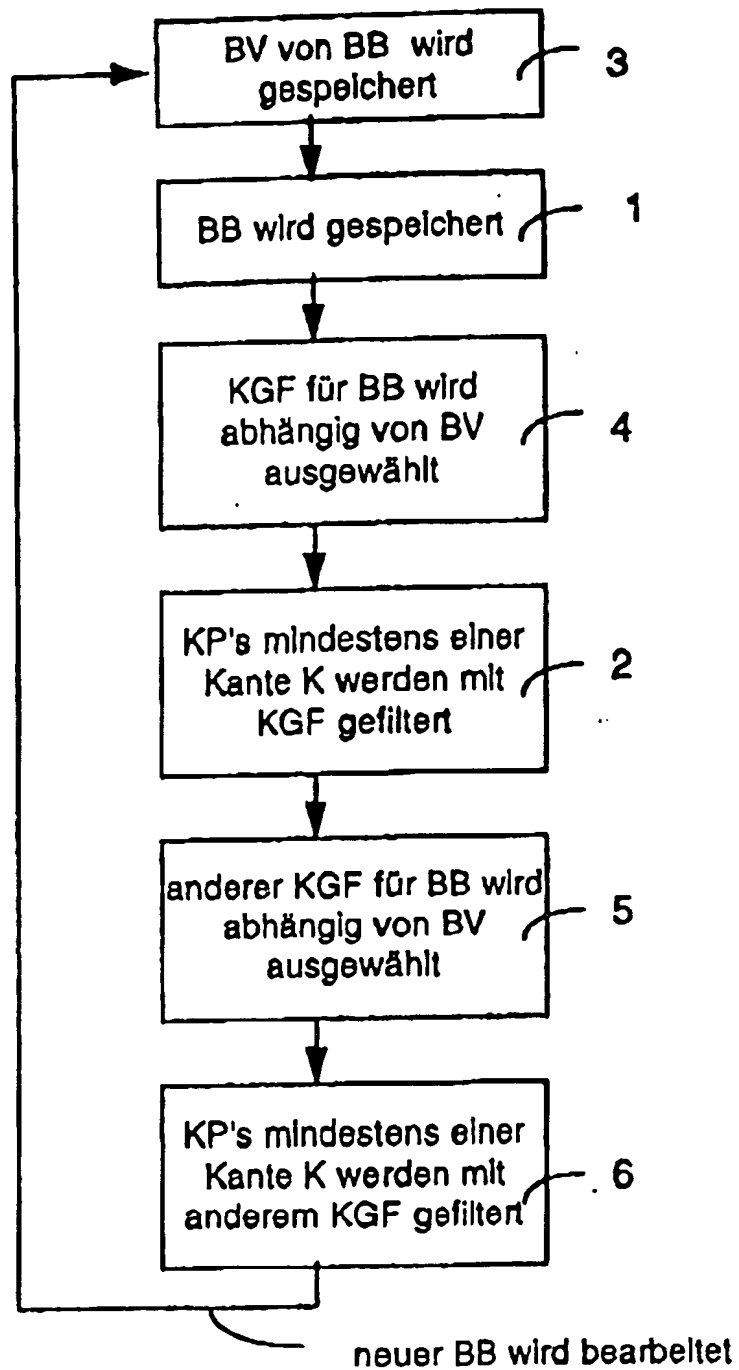 BV von BB wird
gespeichert
3
BB wird gespeichert
1
KGF für BB wird
abhängig von BV
ausgewählt
4
KP's mindestens einer
Kante K werden mit
KGF gefiltert
2
anderer KGF für BB wird
abhängig von BV
ausgewählt
5
KP's mindestens einer
Kante K werden mit
anderem KGF gefiltert
6
neuer BB wird bearbeitet